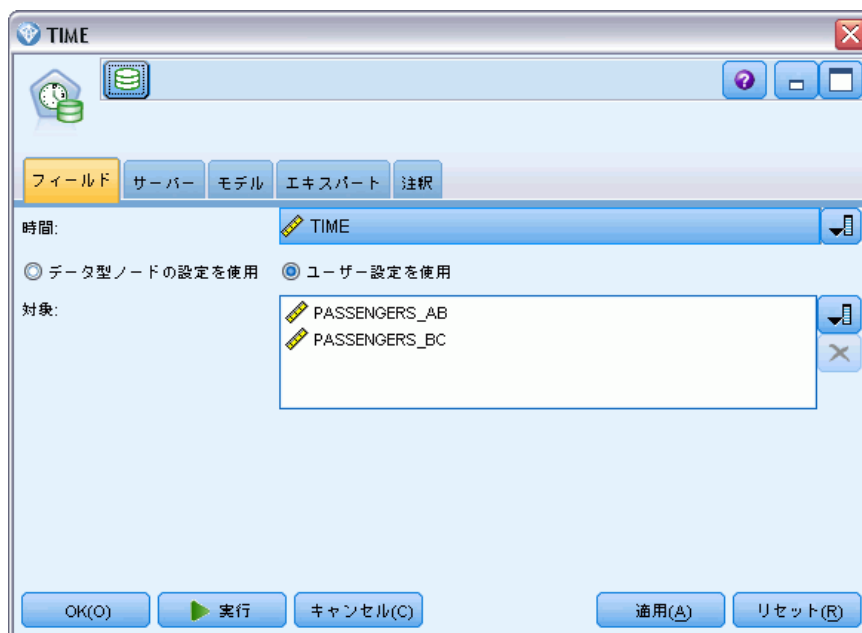 TIME
フィールド サーバー モデル エキスパート 注釈
時間: TIME
データ型ノードの設定を使用 ユーザー設定を使用
対象: PASSENGERS_AB
PASSENGERS_BC
OK(O) 実行 キャンセル(C) 適用(A) リセット(R)